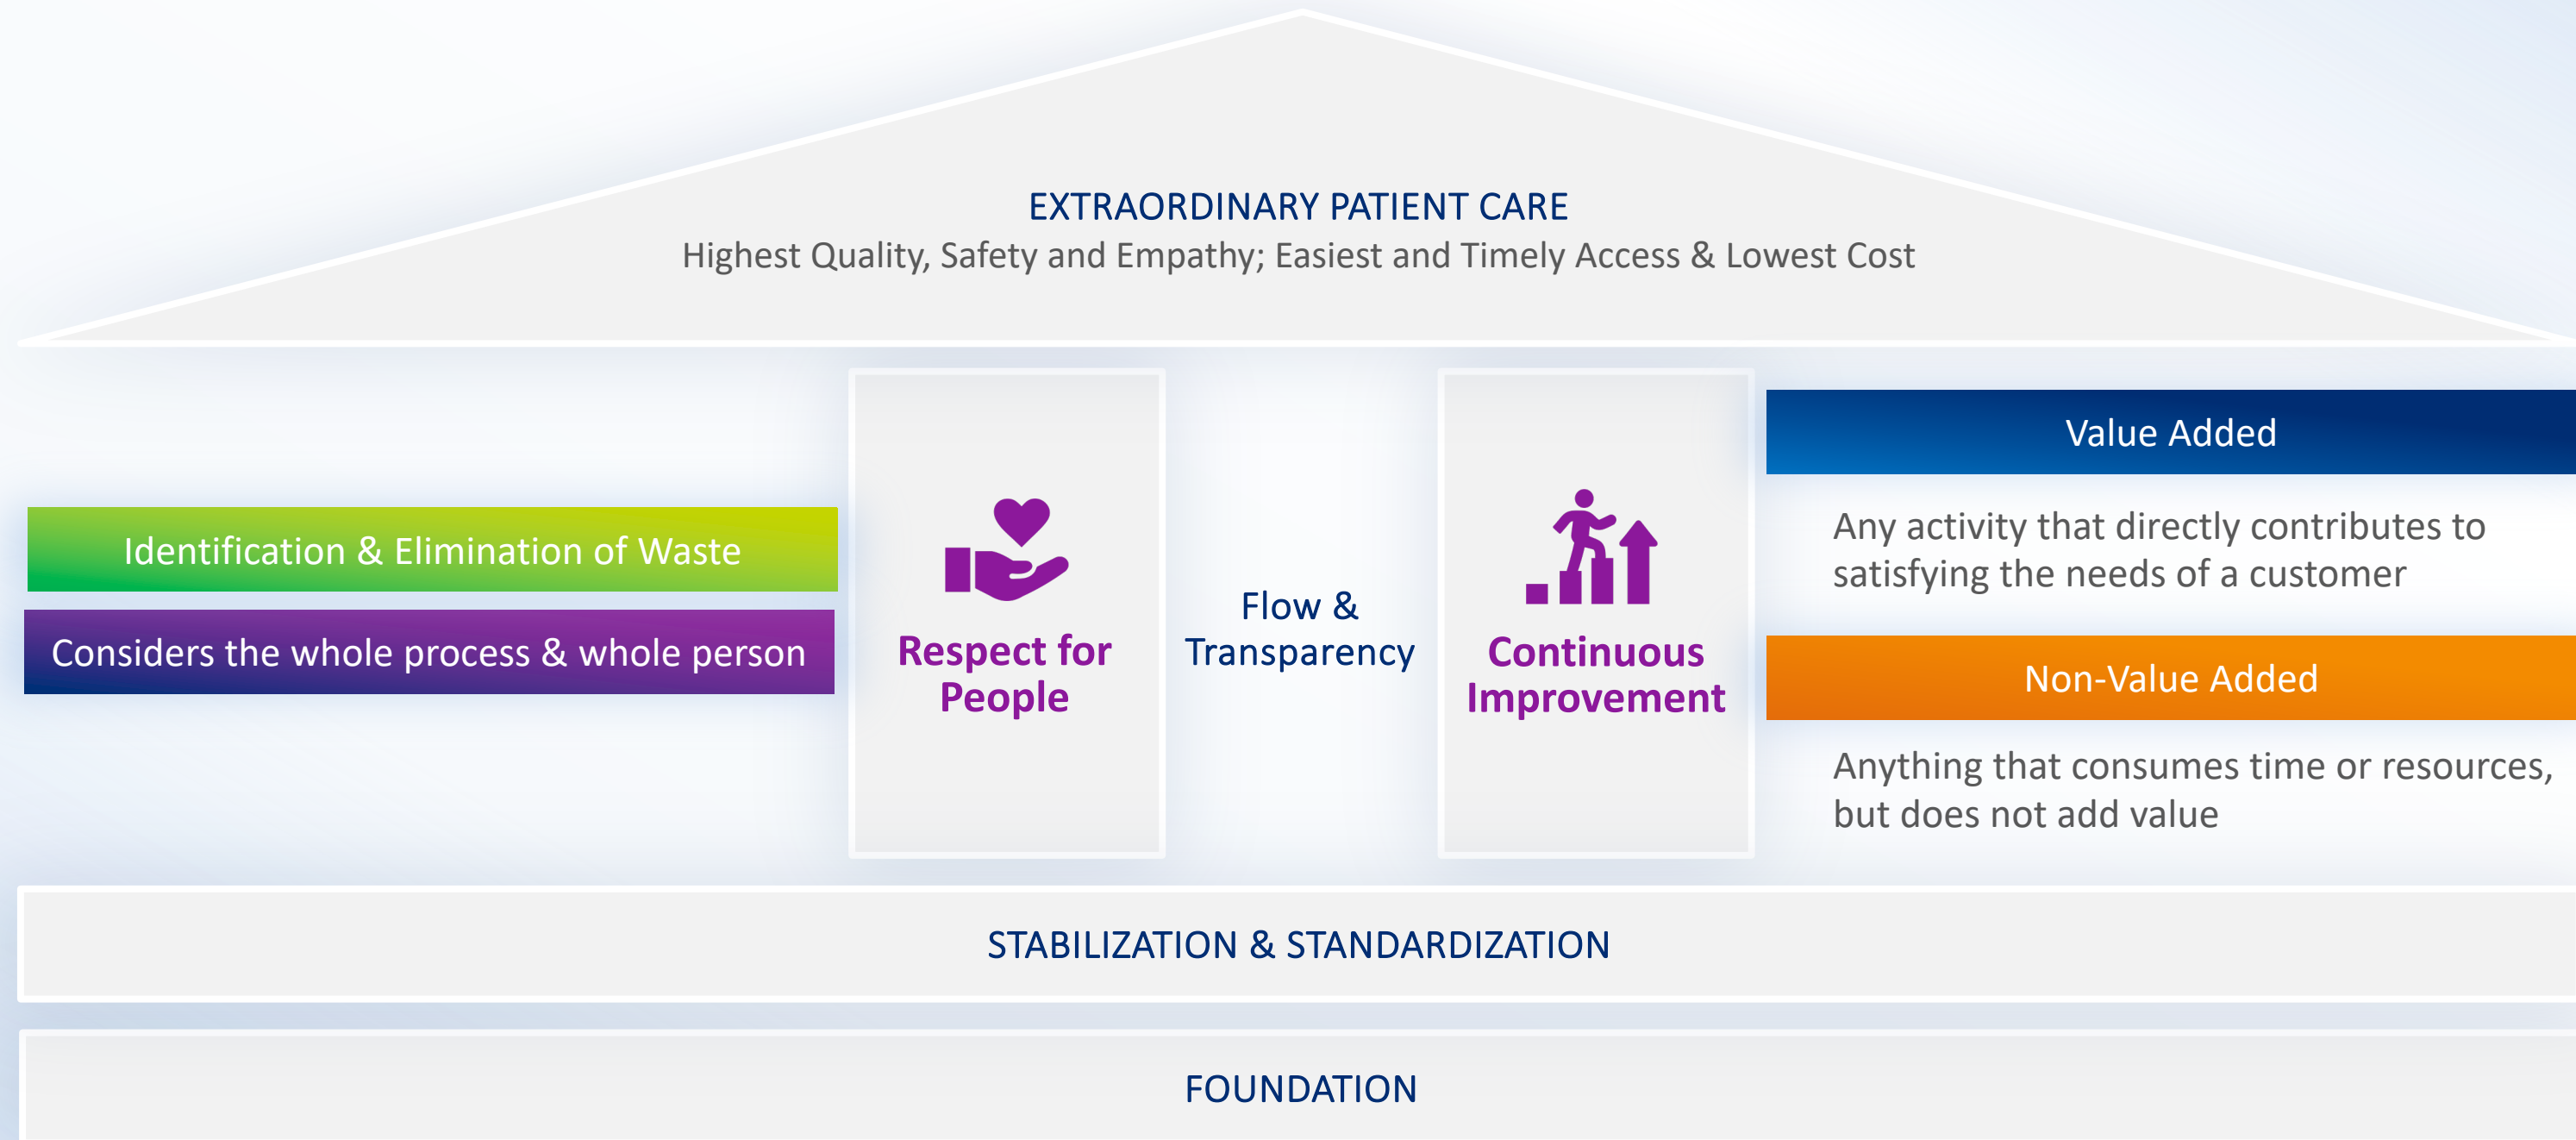 EXTRAORDINARY PATIENT CARE
Highest Quality, Safety and Empathy; Easiest and Timely Access & Lowest Cost
Identification & Elimination of Waste
Considers the whole process & whole person
Respect for
People
Flow &
Transparency
Continuous
Improvement
Value Added
Any activity that directly contributes to
satisfying the needs of a customer
Non-Value Added
Anything that consumes time or resources,
but does not add value
STABILIZATION & STANDARDIZATION
FOUNDATION